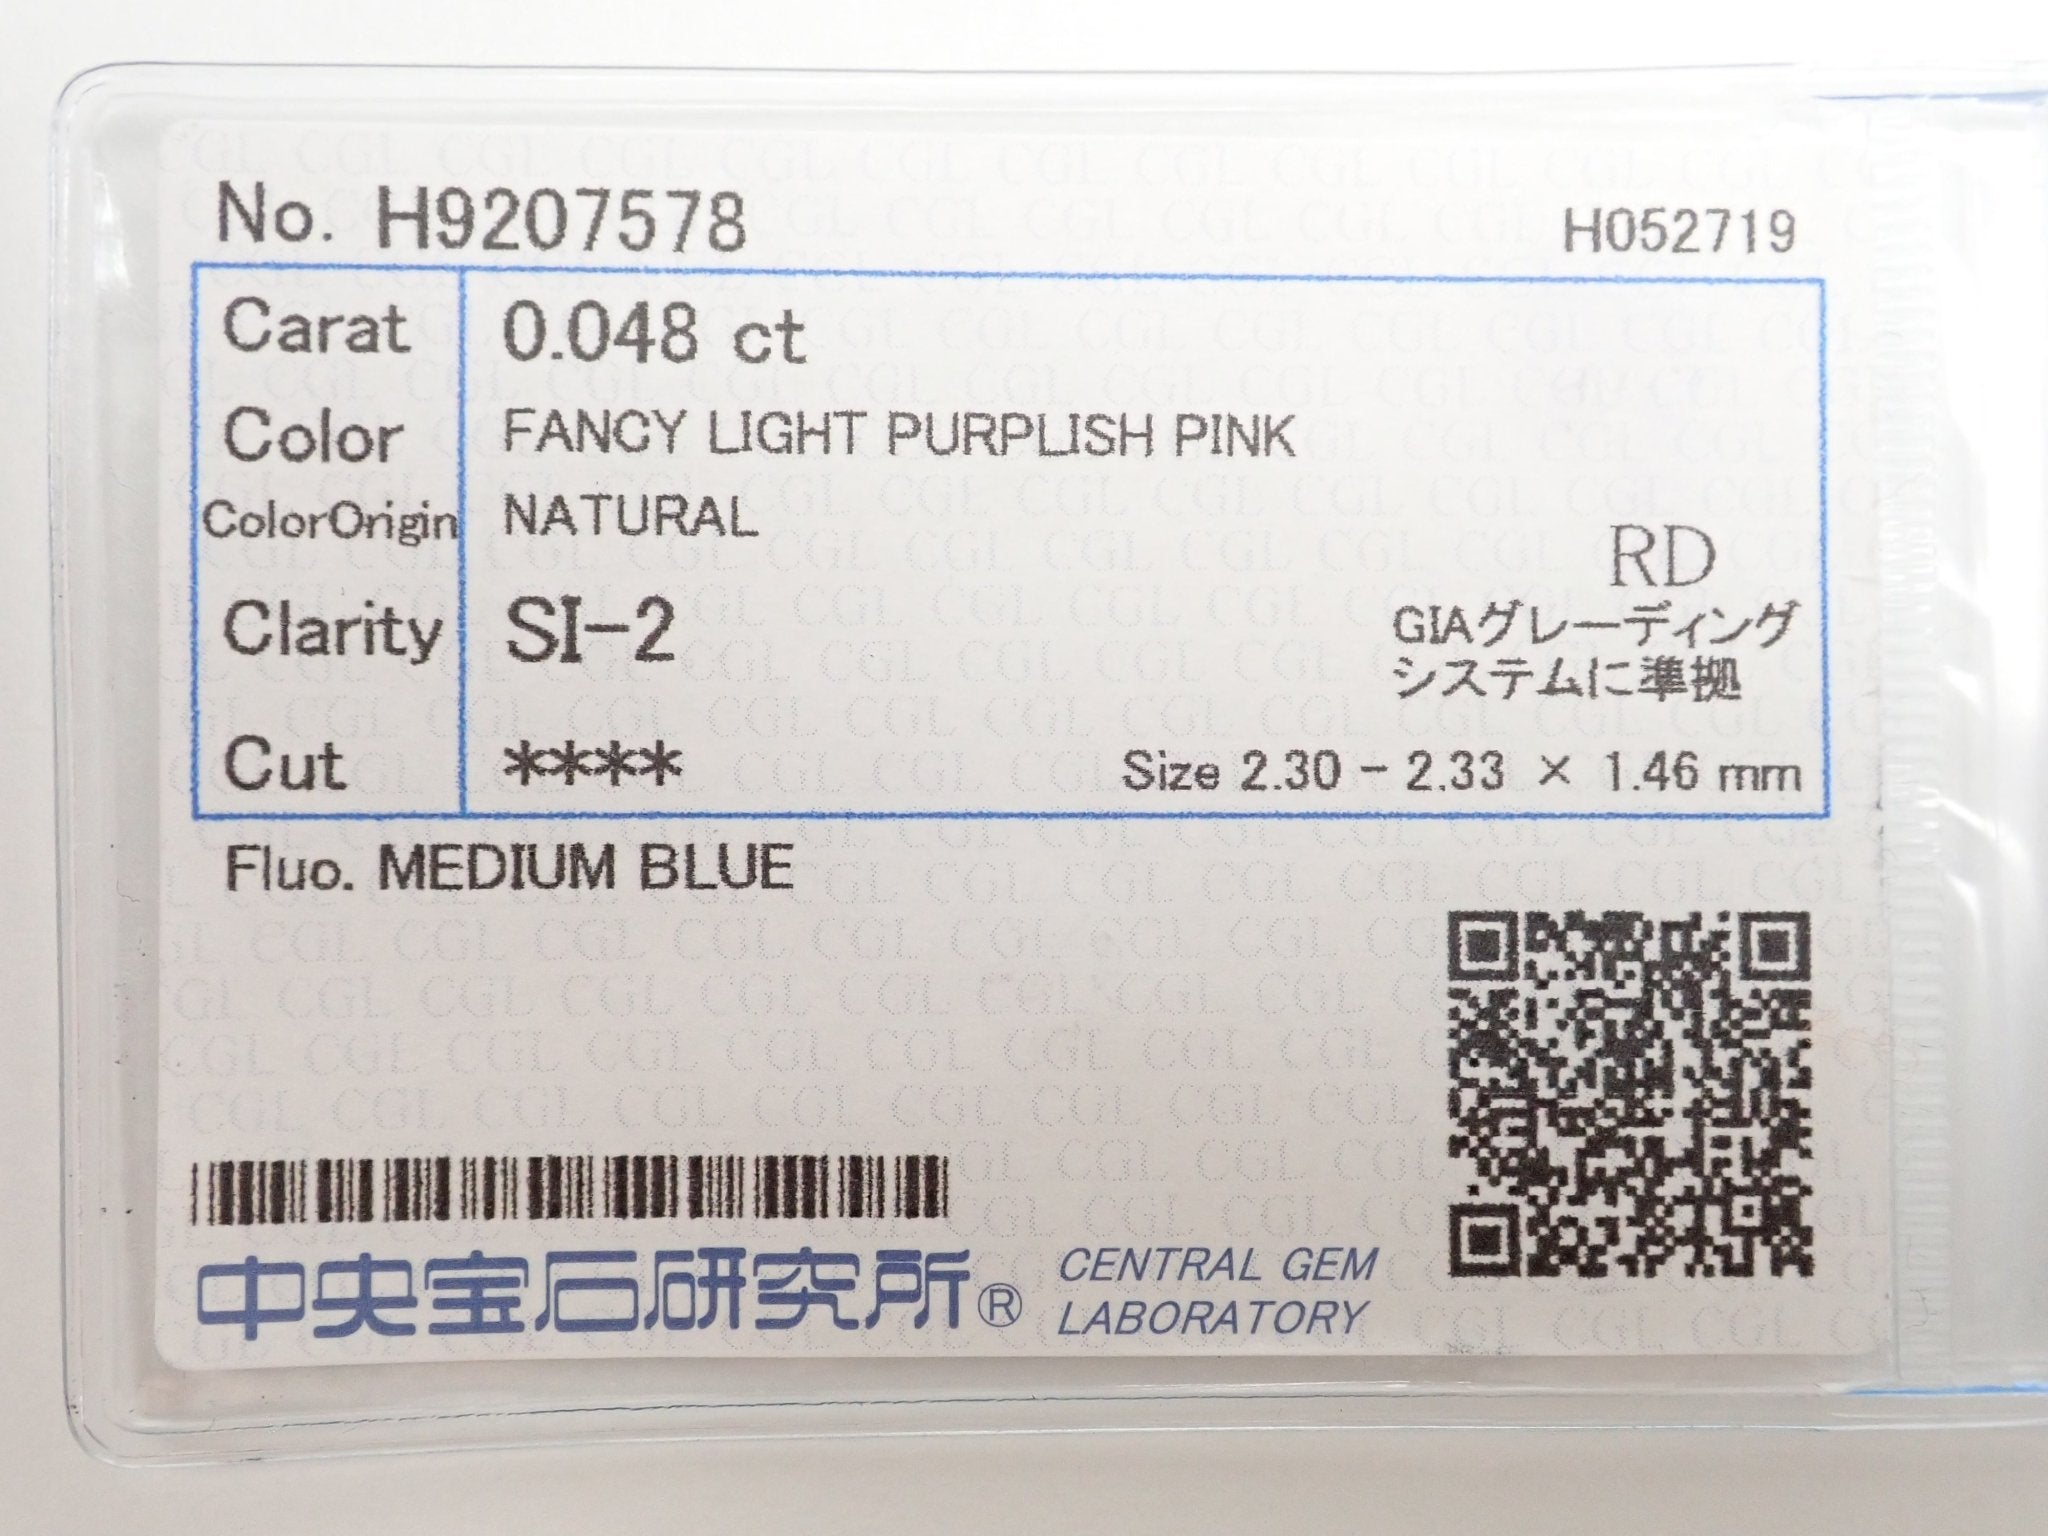 No. H9207578
H052719
Carat 0.048 ct
Color FANCY LIGHT PURPLISH PINK
ColorOrigin NATURAL
RD
Clarity SI-2
GIAグレーディング
システムに準拠
Cut ****
Size 2.30 - 2.33 × 1.46 mm
Fluo. MEDIUM BLUE
中央宝石研究所®
CENTRAL GEM
LABORATORY